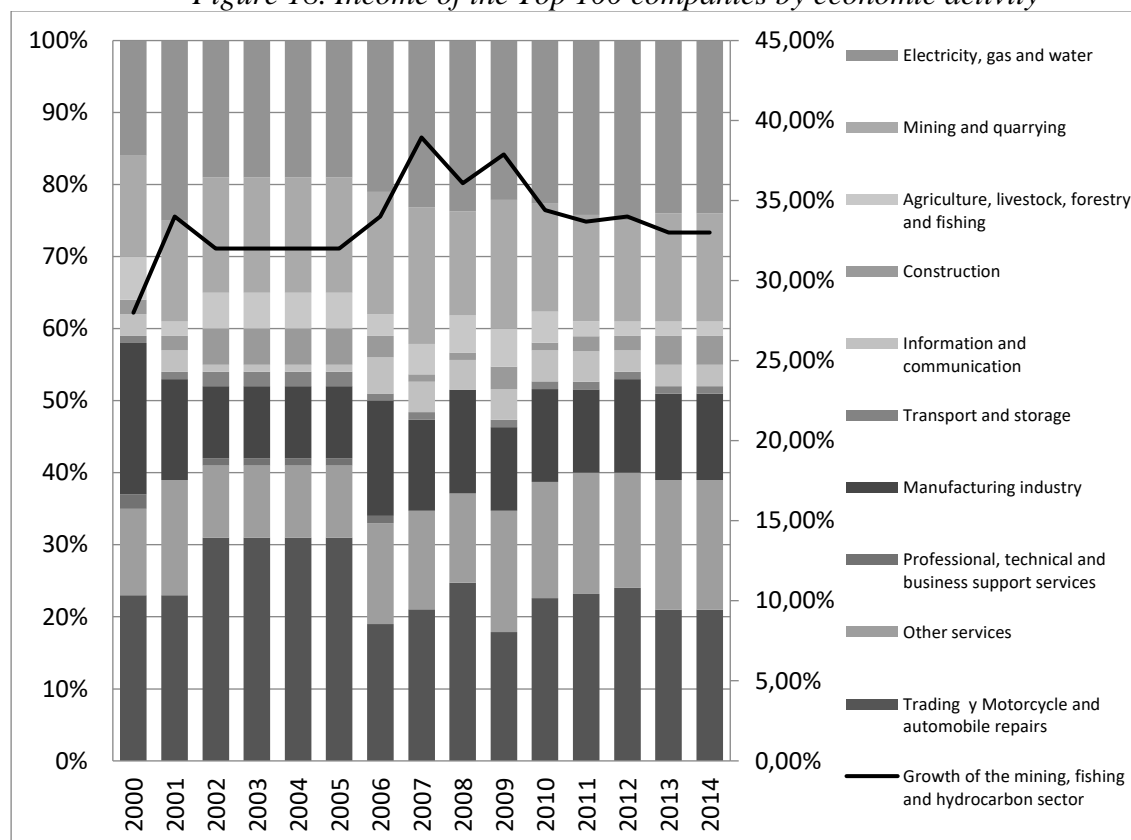 Figure 18. Income of the Top 100 companies by economic activity
100%
90%
80%
70%
60%
50%
40%
30%
20%
10%
0%
45,00%
40,00%
35,00%
30,00%
25,00%
20,00%
15,00%
10,00%
5,00%
0,00%
2000
2001
2002
2003
2004
2005
2006
2007
2008
2009
2010
2011
2012
2013
2014
Electricity, gas and water
Mining and quarrying
Agriculture, livestock, forestry
and fishing
Construction
Information and
communication
Transport and storage
Manufacturing industry
Professional, technical and
business support services
Other services
Trading y Motorcycle and
automobile repairs
Growth of the mining, fishing
and hydrocarbon sector